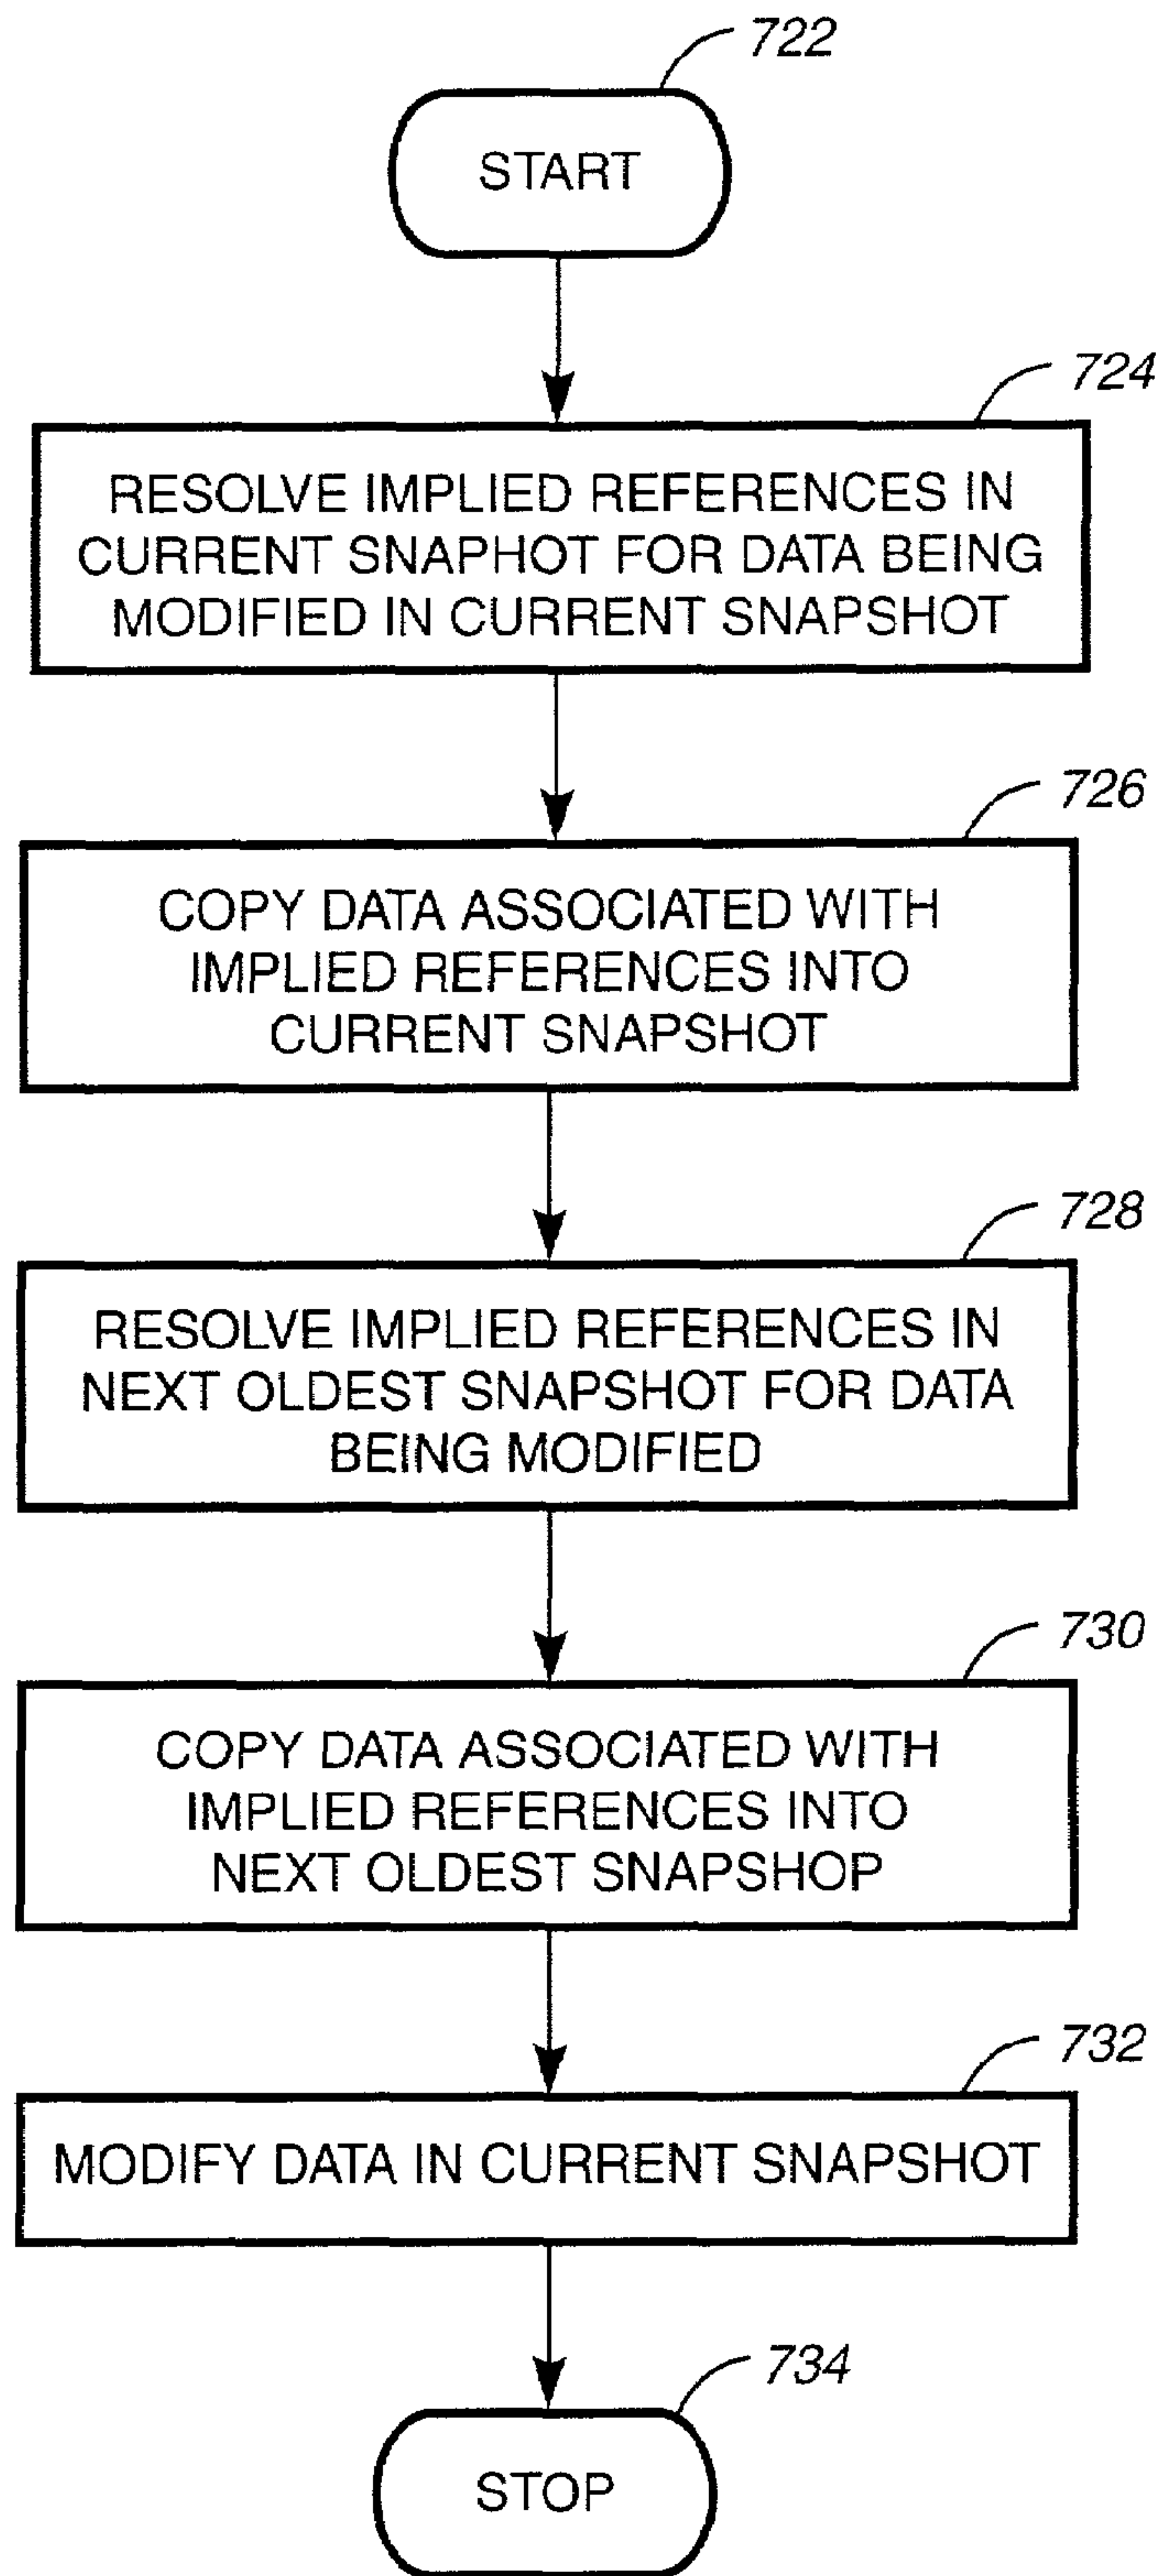 722
START
724
RESOLVE IMPLIED REFERENCES IN
CURRENT SNAPHOT FOR DATA BEING
MODIFIED IN CURRENT SNAPSHOT
726
COPY DATA ASSOCIATED WITH
IMPLIED REFERENCES INTO
CURRENT SNAPSHOT
728
RESOLVE IMPLIED REFERENCES IN
NEXT OLDEST SNAPSHOT FOR DATA
BEING MODIFIED
730
COPY DATA ASSOCIATED WITH
IMPLIED REFERENCES INTO
NEXT OLDEST SNAPSHOP
732
MODIFY DATA IN CURRENT SNAPSHOT
734
STOP